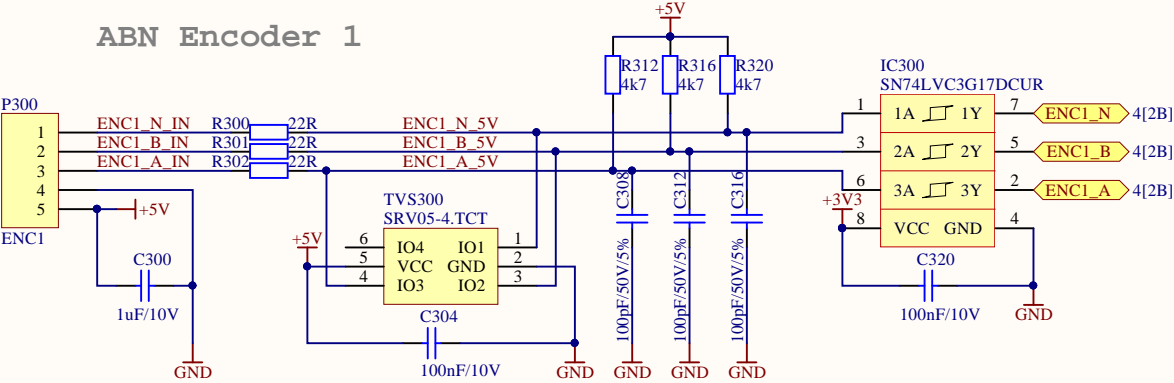 ABN Encoder 1
+5V
R312
4k7
R316
4k7
R320
4k7
IC300
SN74LVC3G17DCUR
P300
1
2
3
4
5
ENC1
ENC1_N_IN
ENC1_B_IN
ENC1_A_IN
R300
R301
R302
22R
22R
22R
ENC1_N_5V
ENC1_B_5V
ENC1_A_5V
1 1A 1Y 7 ENC1_N 4[2B]
3 2A 2Y 5 ENC1_B 4[2B]
6 3A 3Y 2 ENC1_A 4[2B]
+3V3
8 VCC GND 4
+5V
TVS300
SRV05-4.TCT
+5V
6 IO4 IO1 1
5 VCC GND 2
4 IO3 IO2 3
C308
100pF/50V/5%
C312
100pF/50V/5%
C316
100pF/50V/5%
C300
1uF/10V
C304
100nF/10V
C320
100nF/10V
GND
GND
GND
GND
GND
GND